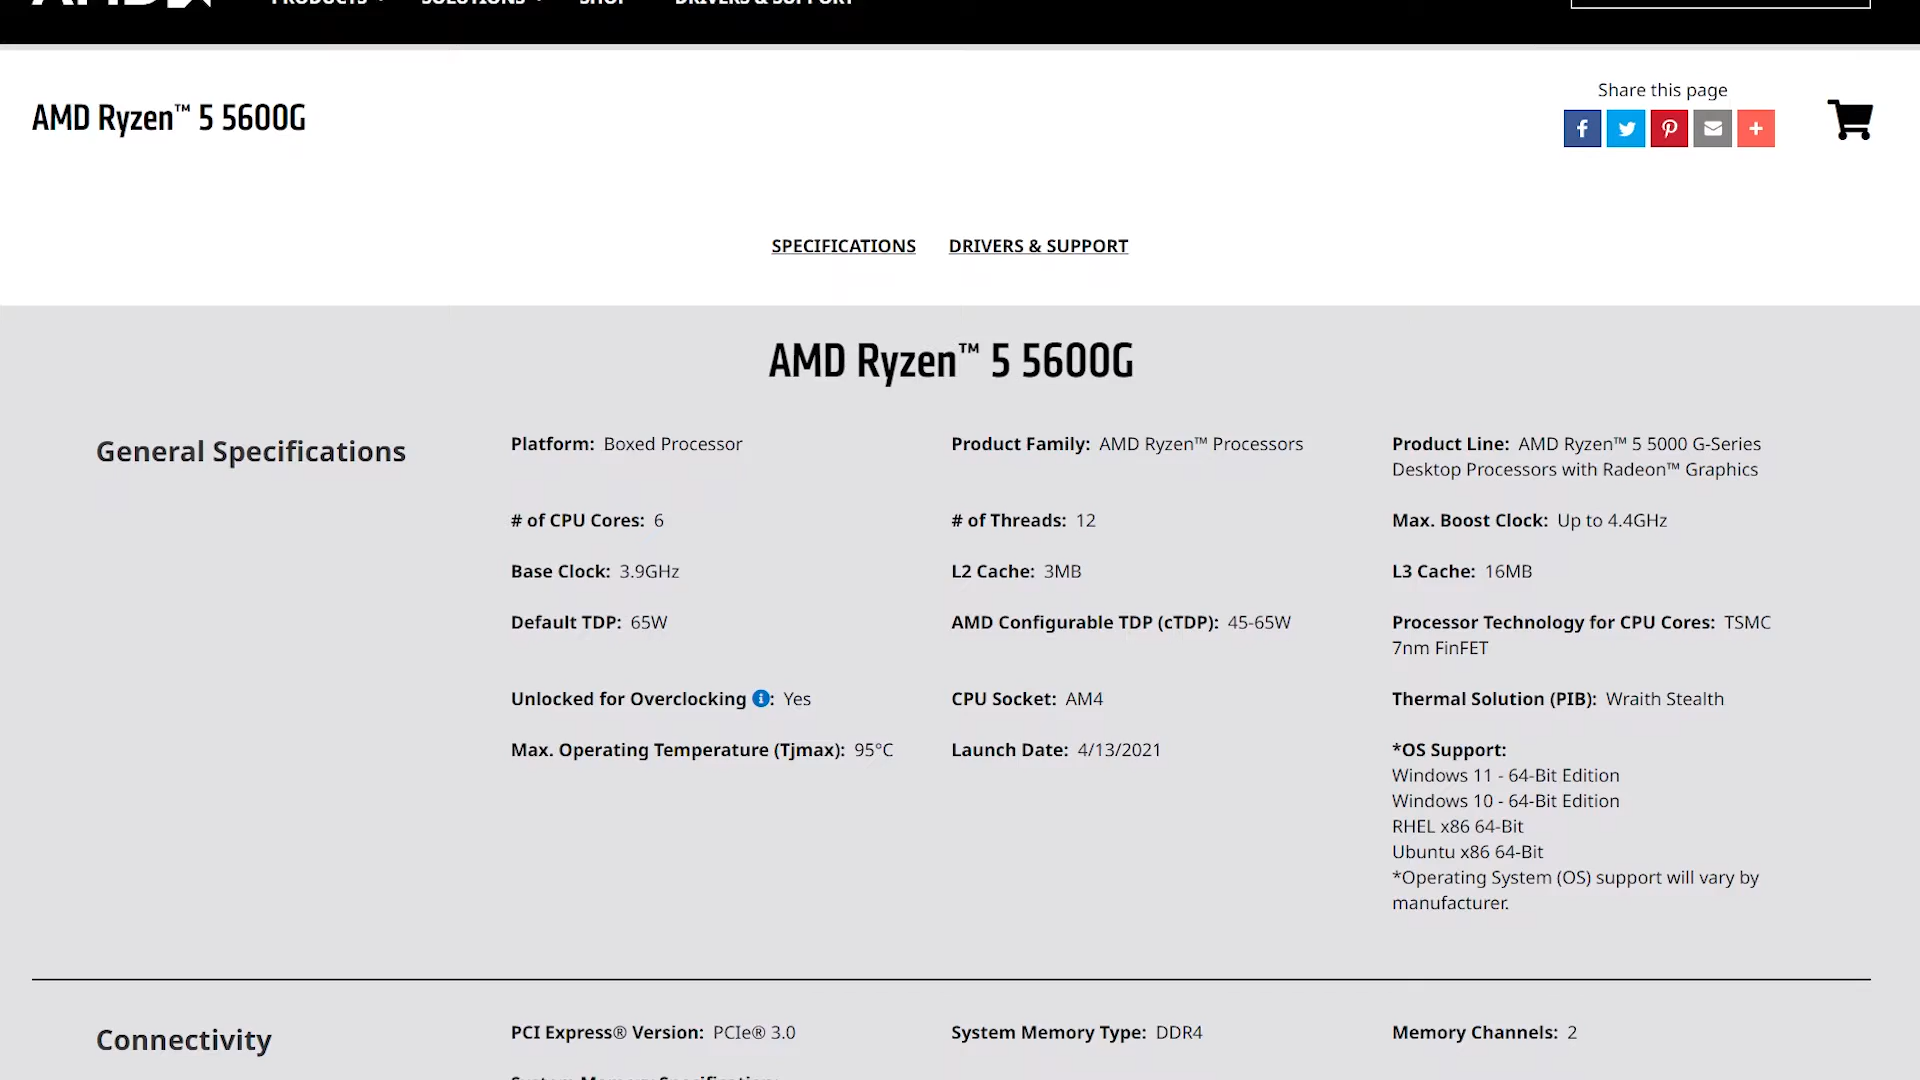 PRODUCTS SOLUTIONS SHOP DRIVERS & SUPPORT
AMD Ryzen™ 5 5600G
Share this page
SPECIFICATIONS DRIVERS & SUPPORT
AMD Ryzen™ 5 5600G
General Specifications
Platform: Boxed Processor
Product Family: AMD Ryzen™ Processors
Product Line: AMD Ryzen™ 5 5000 G-Series
Desktop Processors with Radeon™ Graphics
# of CPU Cores: 6
# of Threads: 12
Max. Boost Clock: Up to 4.4GHz
Base Clock: 3.9GHz
L2 Cache: 3MB
L3 Cache: 16MB
Default TDP: 65W
AMD Configurable TDP (cTDP): 45-65W
Processor Technology for CPU Cores: TSMC
7nm FinFET
Unlocked for Overclocking : Yes
CPU Socket: AM4
Thermal Solution (PIB): Wraith Stealth
Max. Operating Temperature (Tjmax): 95°C
Launch Date: 4/13/2021
*OS Support:
Windows 11 - 64-Bit Edition
Windows 10 - 64-Bit Edition
RHEL x86 64-Bit
Ubuntu x86 64-Bit
*Operating System (OS) support will vary by
manufacturer.
Connectivity
PCI Express® Version: PCIe® 3.0
System Memory Type: DDR4
Memory Channels: 2